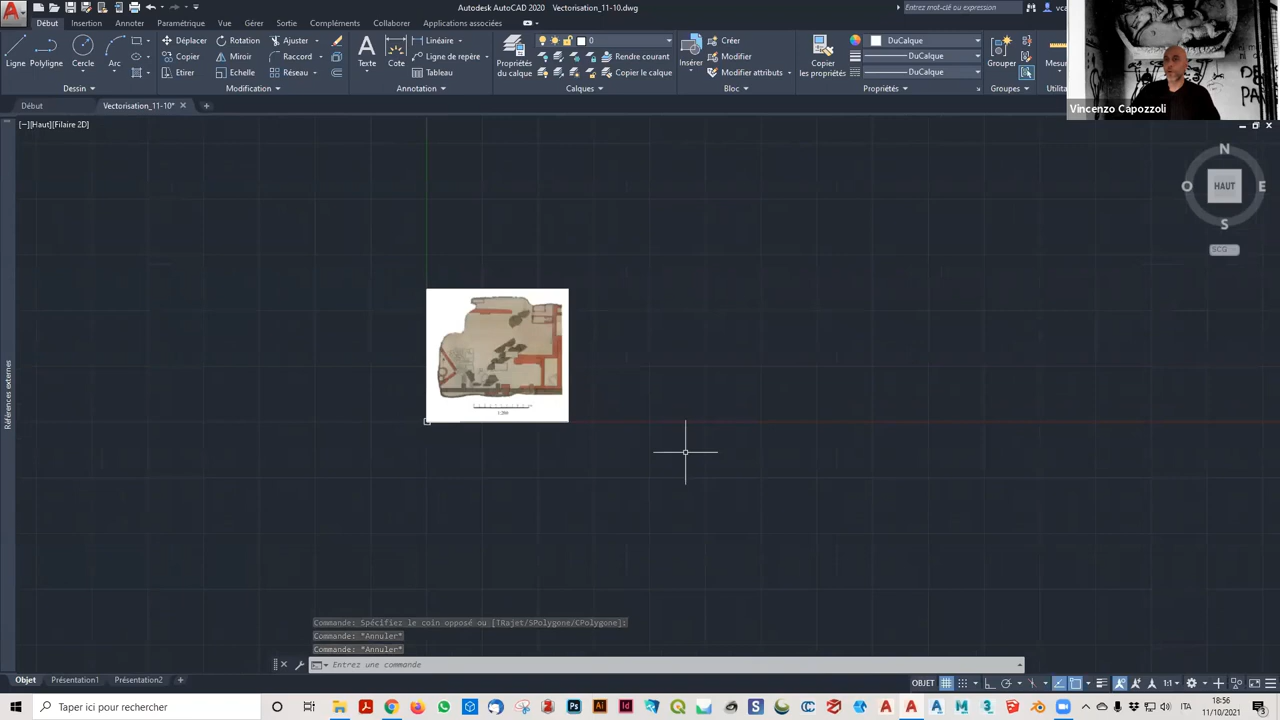 Autodesk AutoCAD 2020 Vectorisation_11-10.dwg
Entrez mot-clé ou expression
Début Insertion Annoter Paramétrique Vue Gérer Sortie Compléments Collaborer Applications associées
Déplacer Rotation Ajuster
Copier Miroir Raccord
Etirer Echelle Réseau
Ligne Polyligne Cercle Arc
Texte Cote
Linéaire
Ligne de repère
Tableau
Propriétés du calque
0
Rendre courant
Copier le calque
Insérer
Créer
Modifier
Modifier attributs
Copier les propriétés
DuCalque
DuCalque
DuCalque
Grouper
Dessin Modification Annotation Calques Bloc Propriétés Groupes
Vincenzo Capozzoli
Début Vectorisation_11-10*
[−][Haut][Filaire 2D]
N
O HAUT E
S
SCG
Références externes
1:200
Commande: Spécifiez le coin opposé ou [TRajet/SPolygone/CPolygone]:
Commande: *Annuler*
Commande: *Annuler*
Entrez une commande
Objet Présentation1 Présentation2
OBJET
1:1
Taper ici pour rechercher
ITA
18:56
11/10/2021